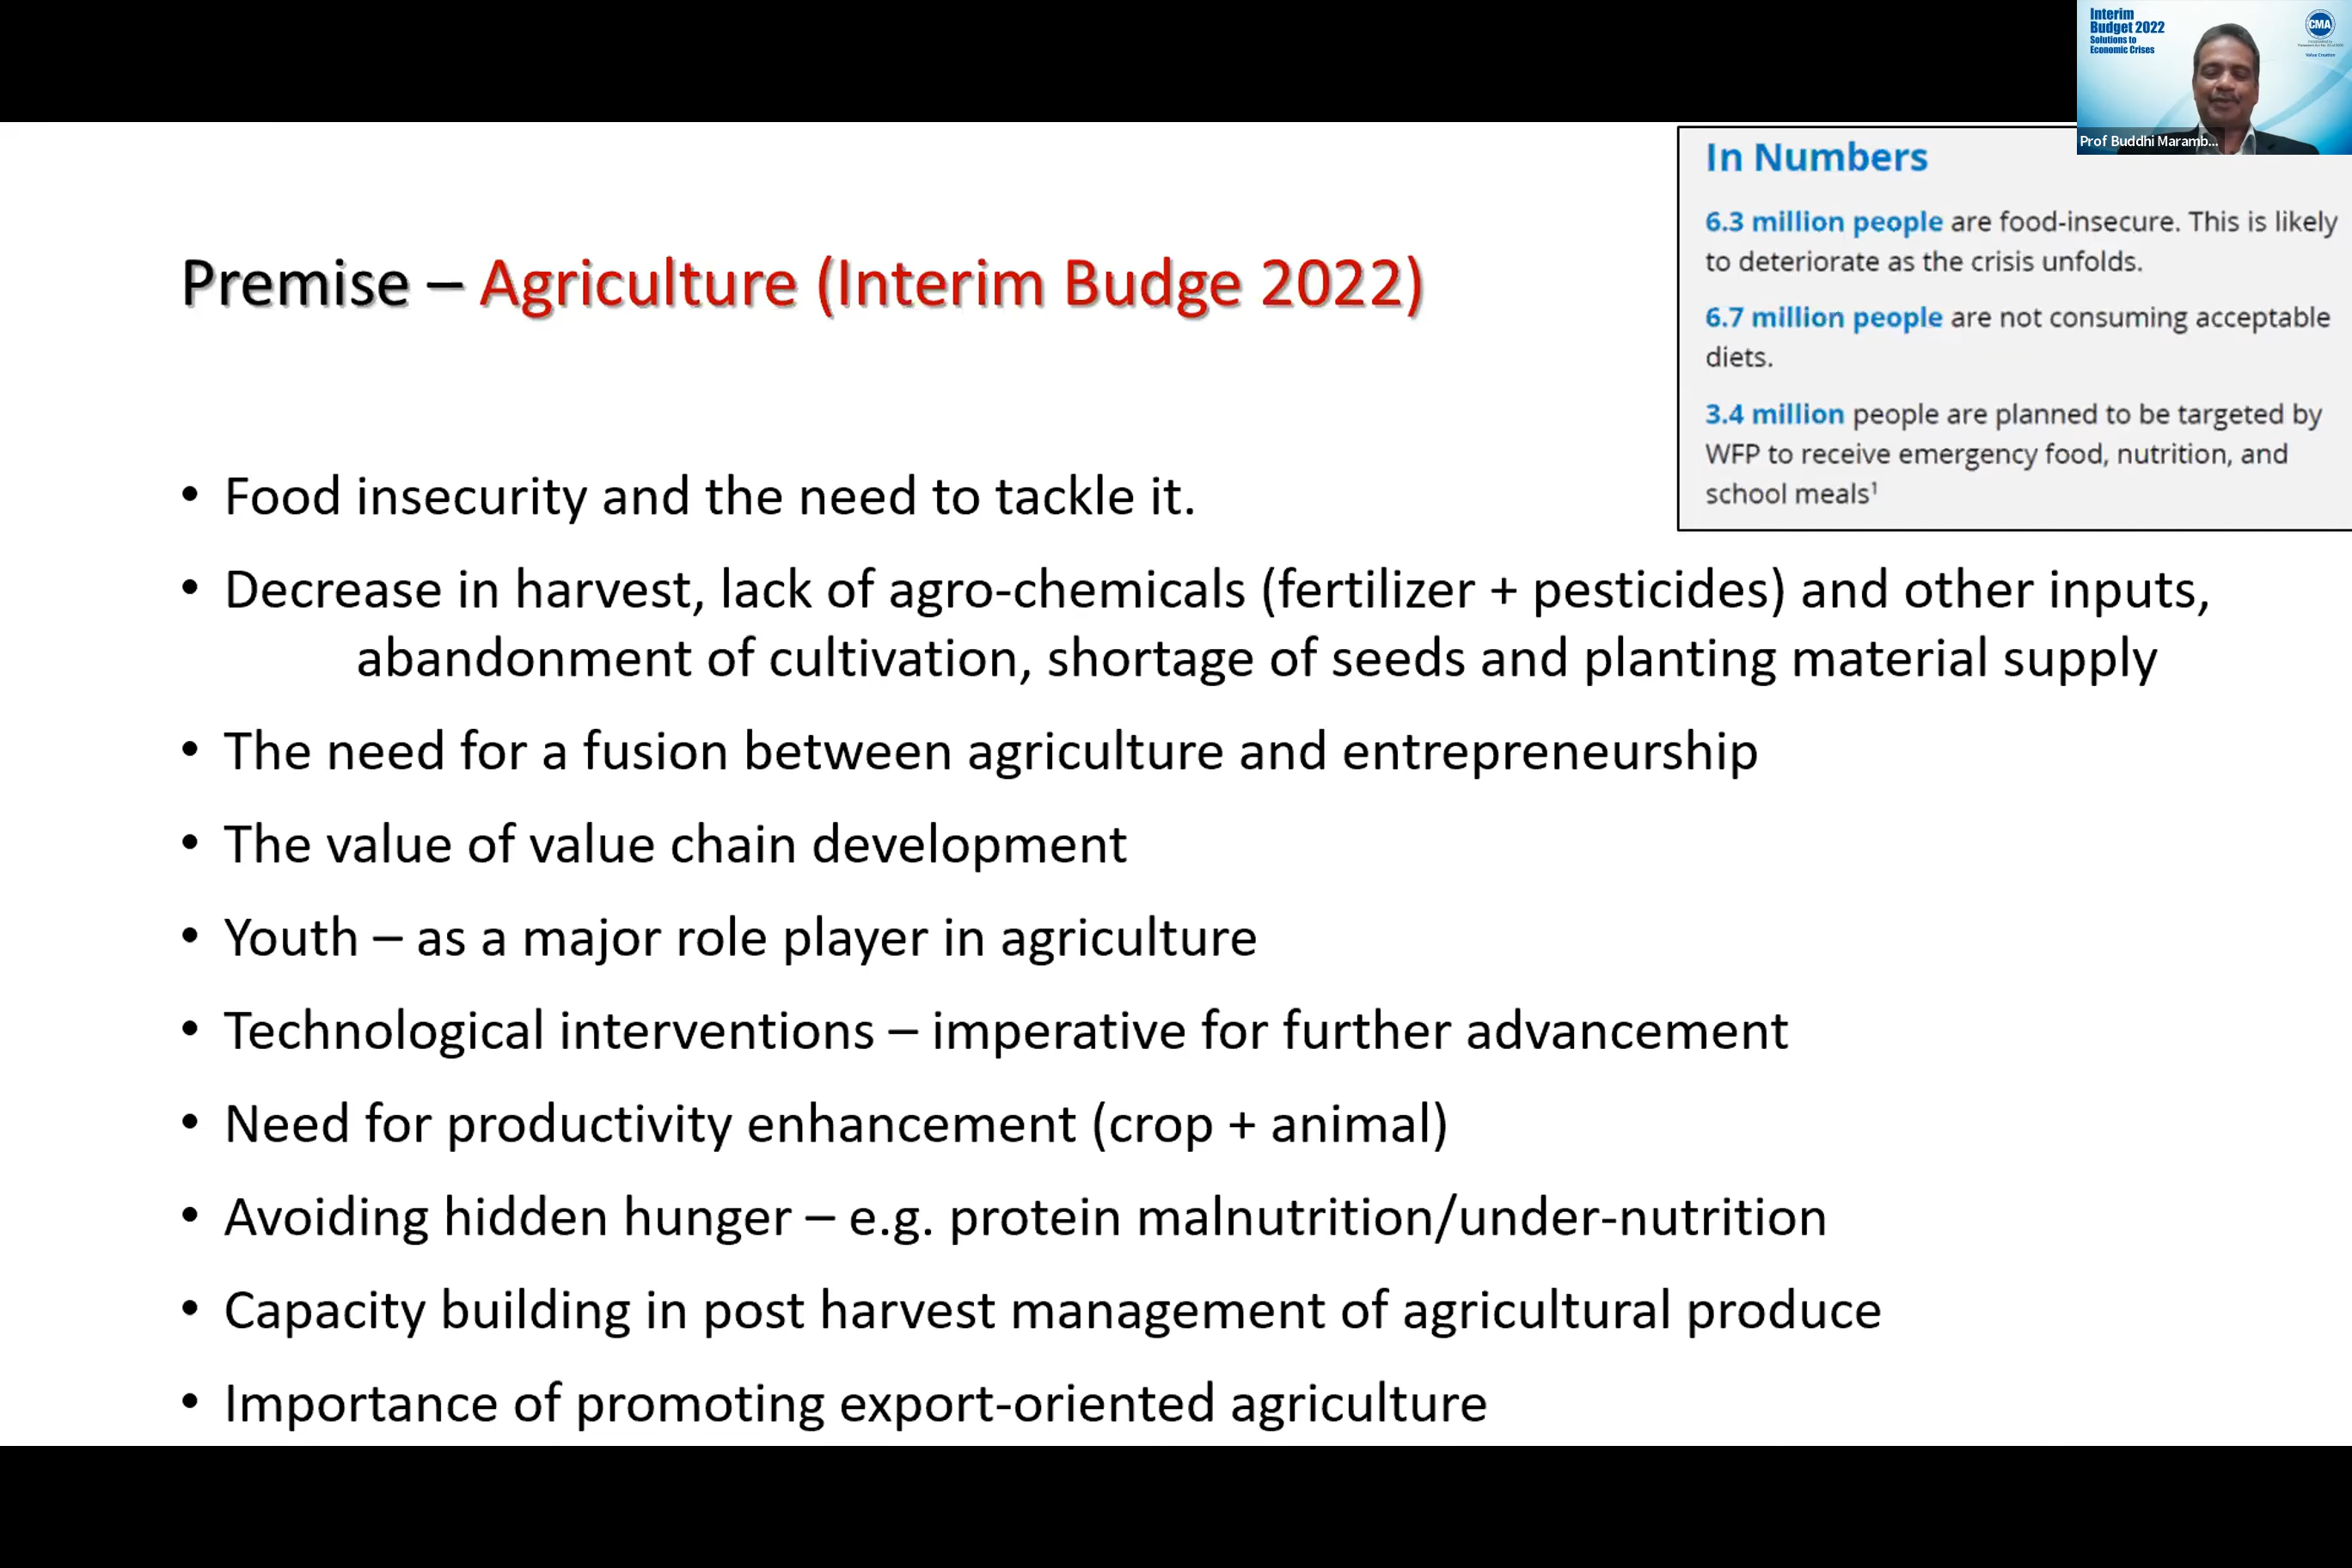 Interim
Budget 2022
Solutions to
Economic Crises
CMA
Value Creation
Prof Buddhi Maramb...
In Numbers
6.3 million people are food-insecure. This is likely
to deteriorate as the crisis unfolds.
6.7 million people are not consuming acceptable
diets.
3.4 million people are planned to be targeted by
WFP to receive emergency food, nutrition, and
school meals¹
Premise – Agriculture (Interim Budge 2022)
• Food insecurity and the need to tackle it.
• Decrease in harvest, lack of agro-chemicals (fertilizer + pesticides) and other inputs,
abandonment of cultivation, shortage of seeds and planting material supply
• The need for a fusion between agriculture and entrepreneurship
• The value of value chain development
• Youth – as a major role player in agriculture
• Technological interventions – imperative for further advancement
• Need for productivity enhancement (crop + animal)
• Avoiding hidden hunger – e.g. protein malnutrition/under-nutrition
• Capacity building in post harvest management of agricultural produce
• Importance of promoting export-oriented agriculture